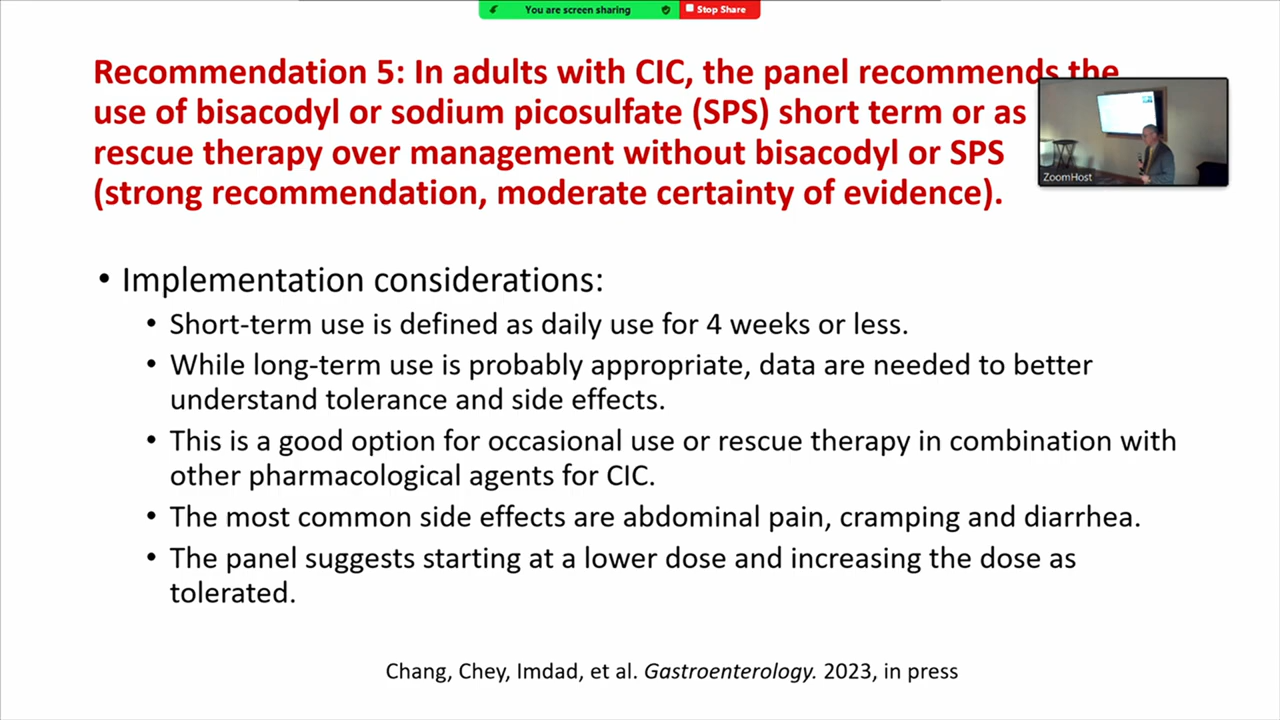 You are screen sharing
Stop Share
Recommendation 5: In adults with CIC, the panel recommends the
use of bisacodyl or sodium picosulfate (SPS) short term or as
rescue therapy over management without bisacodyl or SPS
(strong recommendation, moderate certainty of evidence).
ZoomHost
• Implementation considerations:
• Short-term use is defined as daily use for 4 weeks or less.
• While long-term use is probably appropriate, data are needed to better
understand tolerance and side effects.
• This is a good option for occasional use or rescue therapy in combination with
other pharmacological agents for CIC.
• The most common side effects are abdominal pain, cramping and diarrhea.
• The panel suggests starting at a lower dose and increasing the dose as
tolerated.
Chang, Chey, Imdad, et al. Gastroenterology. 2023, in press